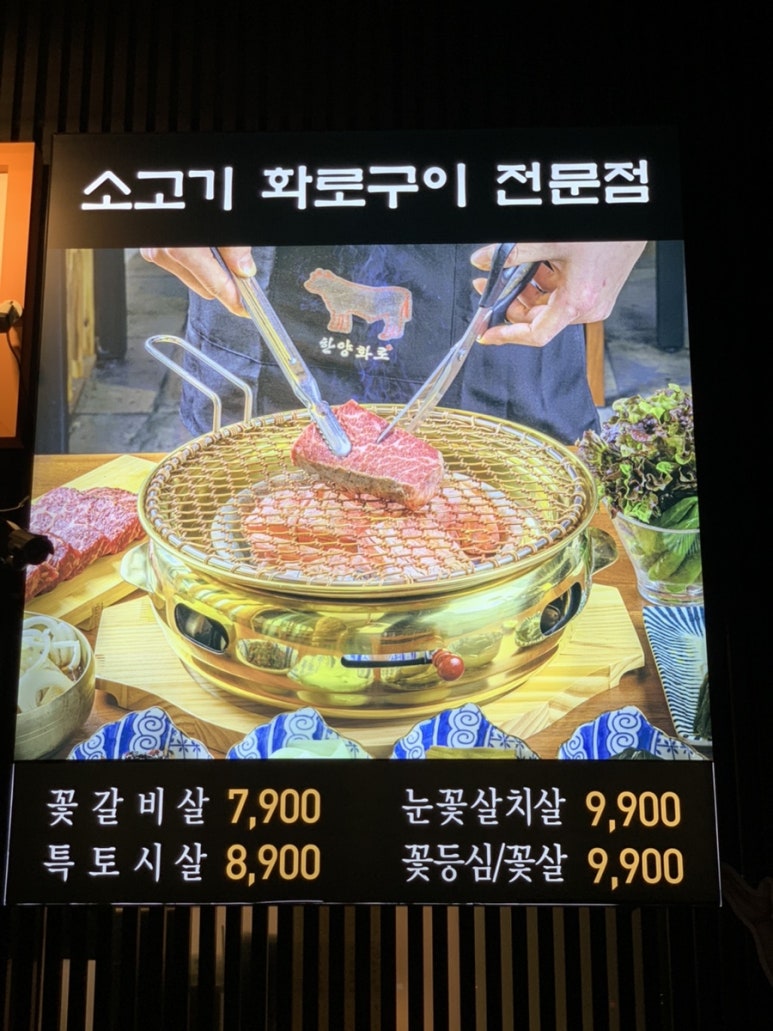 소고기 화로구이 전문점
한양화로
꽃갈비살 7,900
눈꽃살치살 9,900
특토시살 8,900
꽃등심/꽃살 9,900